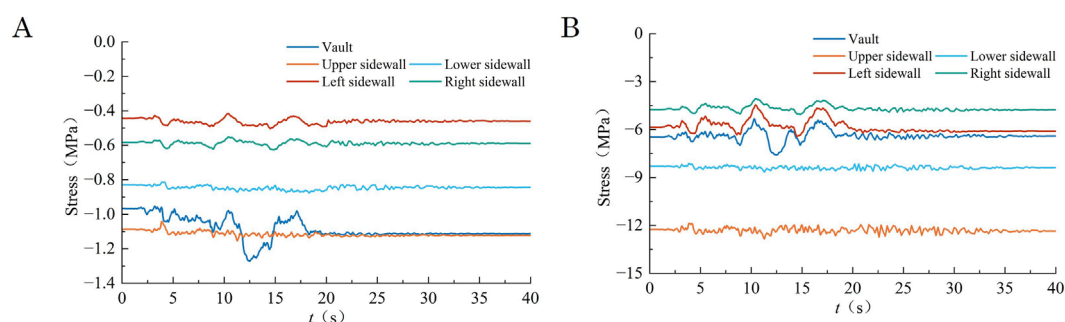 A
Stress（MPa）
0.0
−0.2
−0.4
−0.6
−0.8
−1.0
−1.2
−1.4
Vault
Upper sidewall Lower sidewall
Left sidewall Right sidewall
0 5 10 15 20 25 30 35 40
t（s）
B
Stress（MPa）
0
−3
−6
−9
−12
−15
Vault
Upper sidewall Lower sidewall
Left sidewall Right sidewall
0 5 10 15 20 25 30 35 40
t（s）